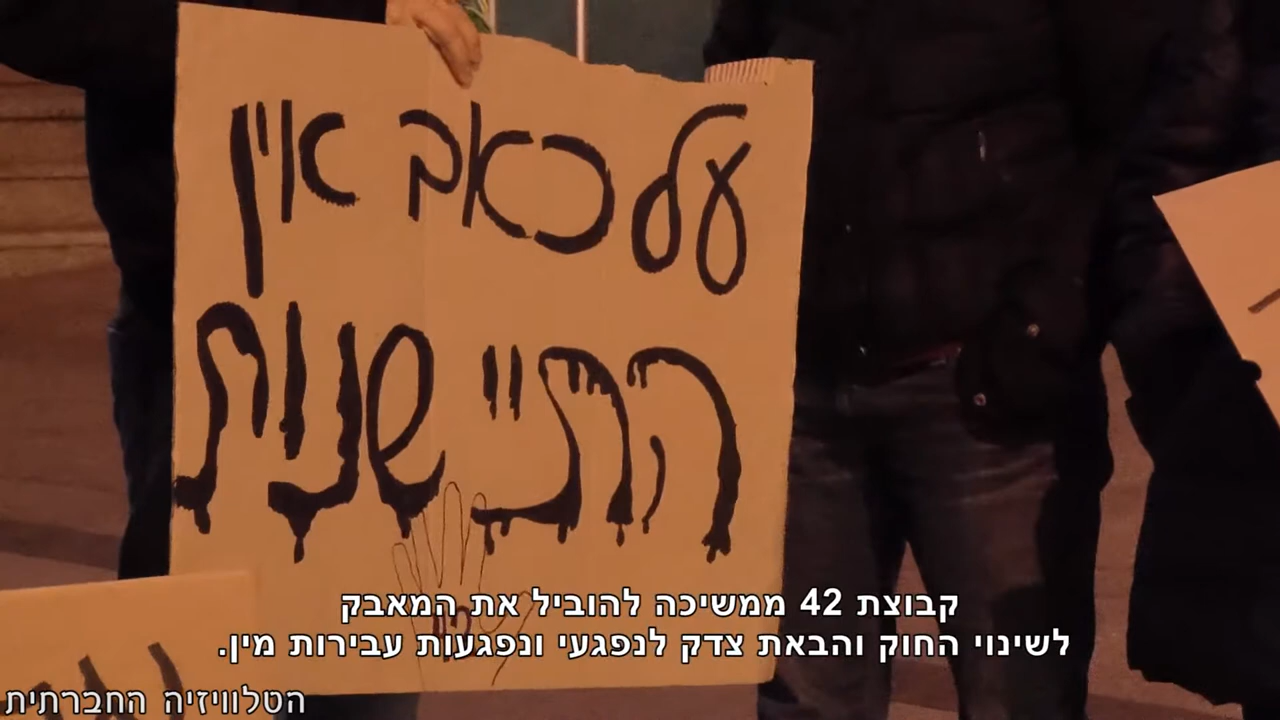 על כאב אין
התיישנות
קבוצת 42 ממשיכה להוביל את המאבק
לשינוי החוק והבאת צדק לנפגעי ונפגעות עבירות מין.
הטלוויזיה החברתית